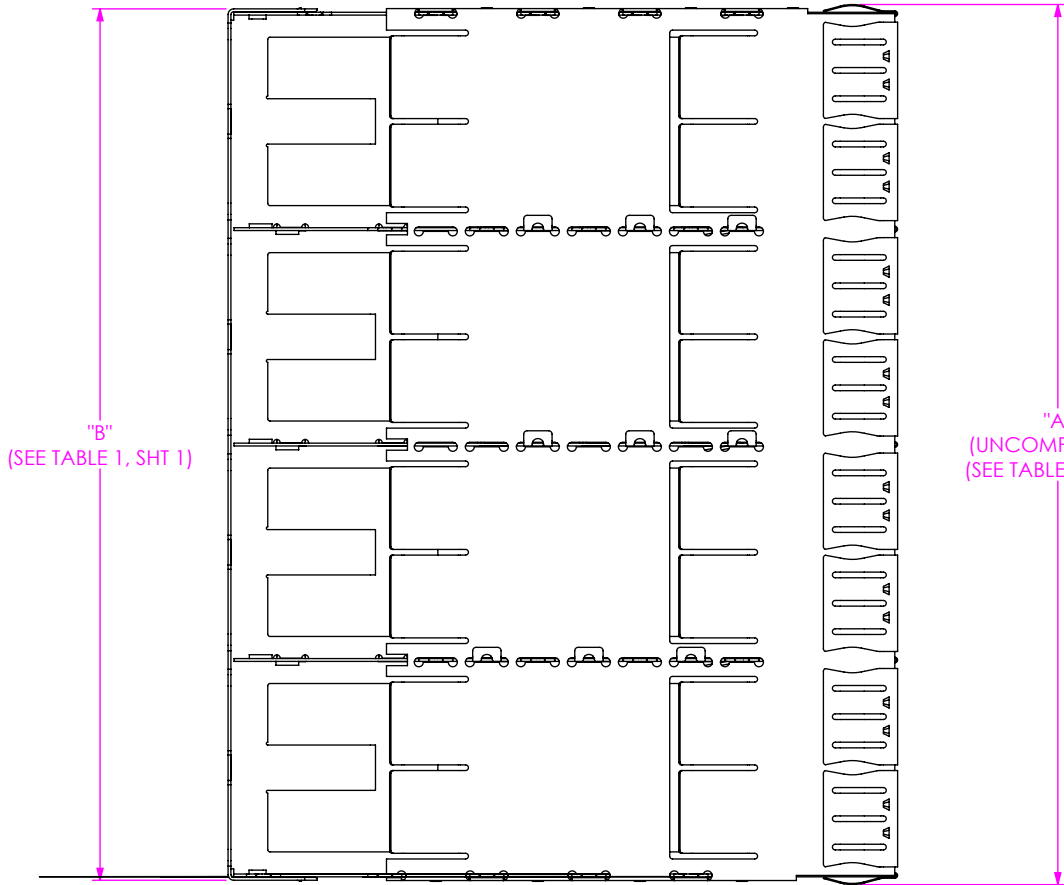 "B"
(SEE TABLE 1, SHT 1)
"A
(UNCOMP
(SEE TABLE